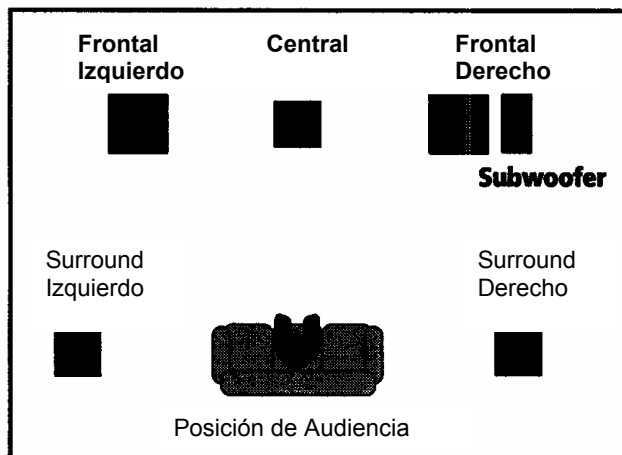 Frontal
Izquierdo
Central
Frontal
Derecho
Subwoofer
Surround
Izquierdo
Surround
Derecho
Posición de Audiencia